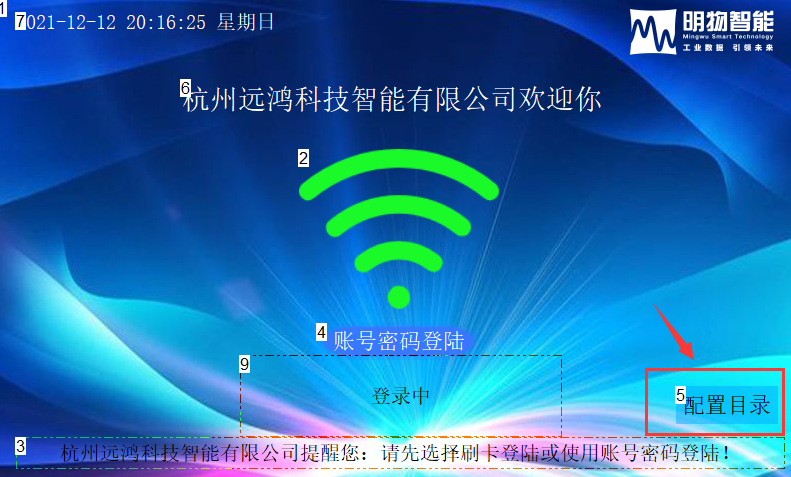 1
7
021-12-12 20:16:25 星期日
明物智能
Mingwu Smart Technology
工业数据 引领未来
6
杭州远鸿科技智能有限公司欢迎你
2
4
账号密码登陆
9
登录中
5
配置目录
3
杭州远鸿科技智能有限公司提醒您：请先选择刷卡登陆或使用账号密码登陆！